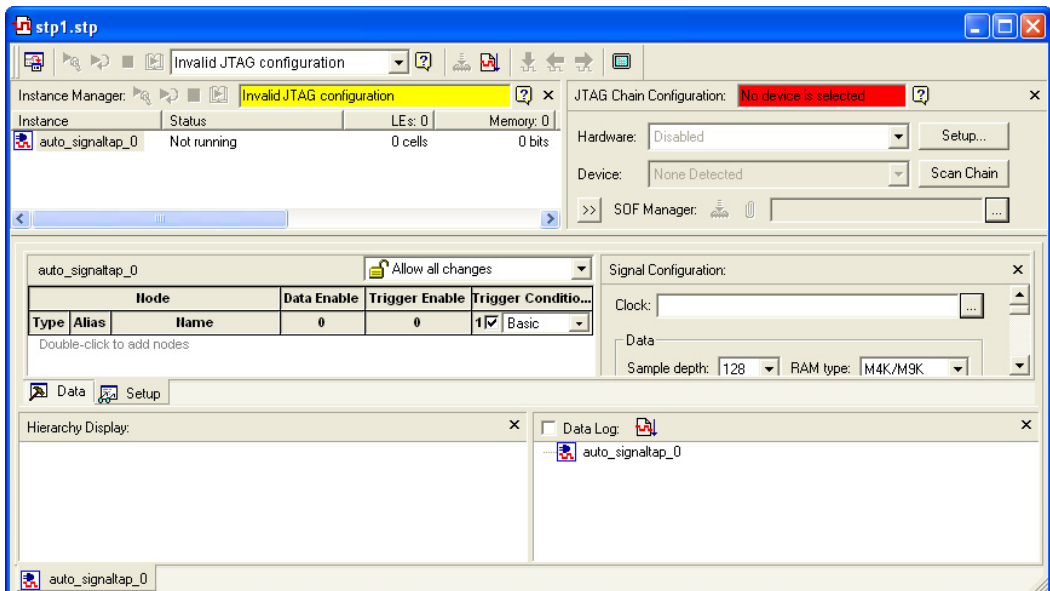 stp1.stp
Invalid JTAG configuration
Instance Manager: Invalid JTAG configuration
Instance Status LEs: 0 Memory: 0
auto_signaltap_0 Not running 0 cells 0 bits
JTAG Chain Configuration: No device is selected
Hardware: Disabled Setup...
Device: None Detected Scan Chain
>> SOF Manager: ...
auto_signaltap_0 Allow all changes
Node Data Enable Trigger Enable Trigger Conditio...
Type Alias Name 0 0 1 Basic
Double-click to add nodes
Data Setup
Signal Configuration:
Clock: ...
Data
Sample depth: 128 RAM type: M4K/M9K
Hierarchy Display:
Data Log:
auto_signaltap_0
auto_signaltap_0